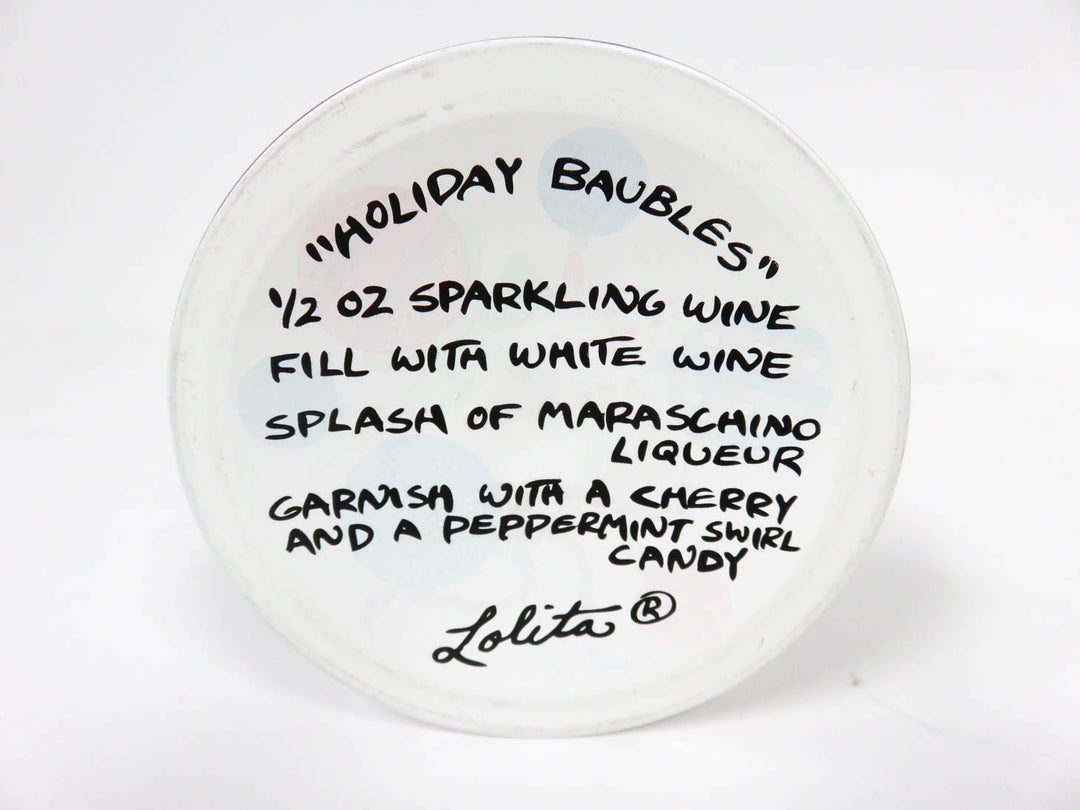 "HOLIDAY BAUBLES"
1/2 OZ SPARKLING WINE
FILL WITH WHITE WINE
SPLASH OF MARASCHINO
LIQUEUR
GARNISH WITH A CHERRY
AND A PEPPERMINT SWIRL
CANDY
Lolita ®